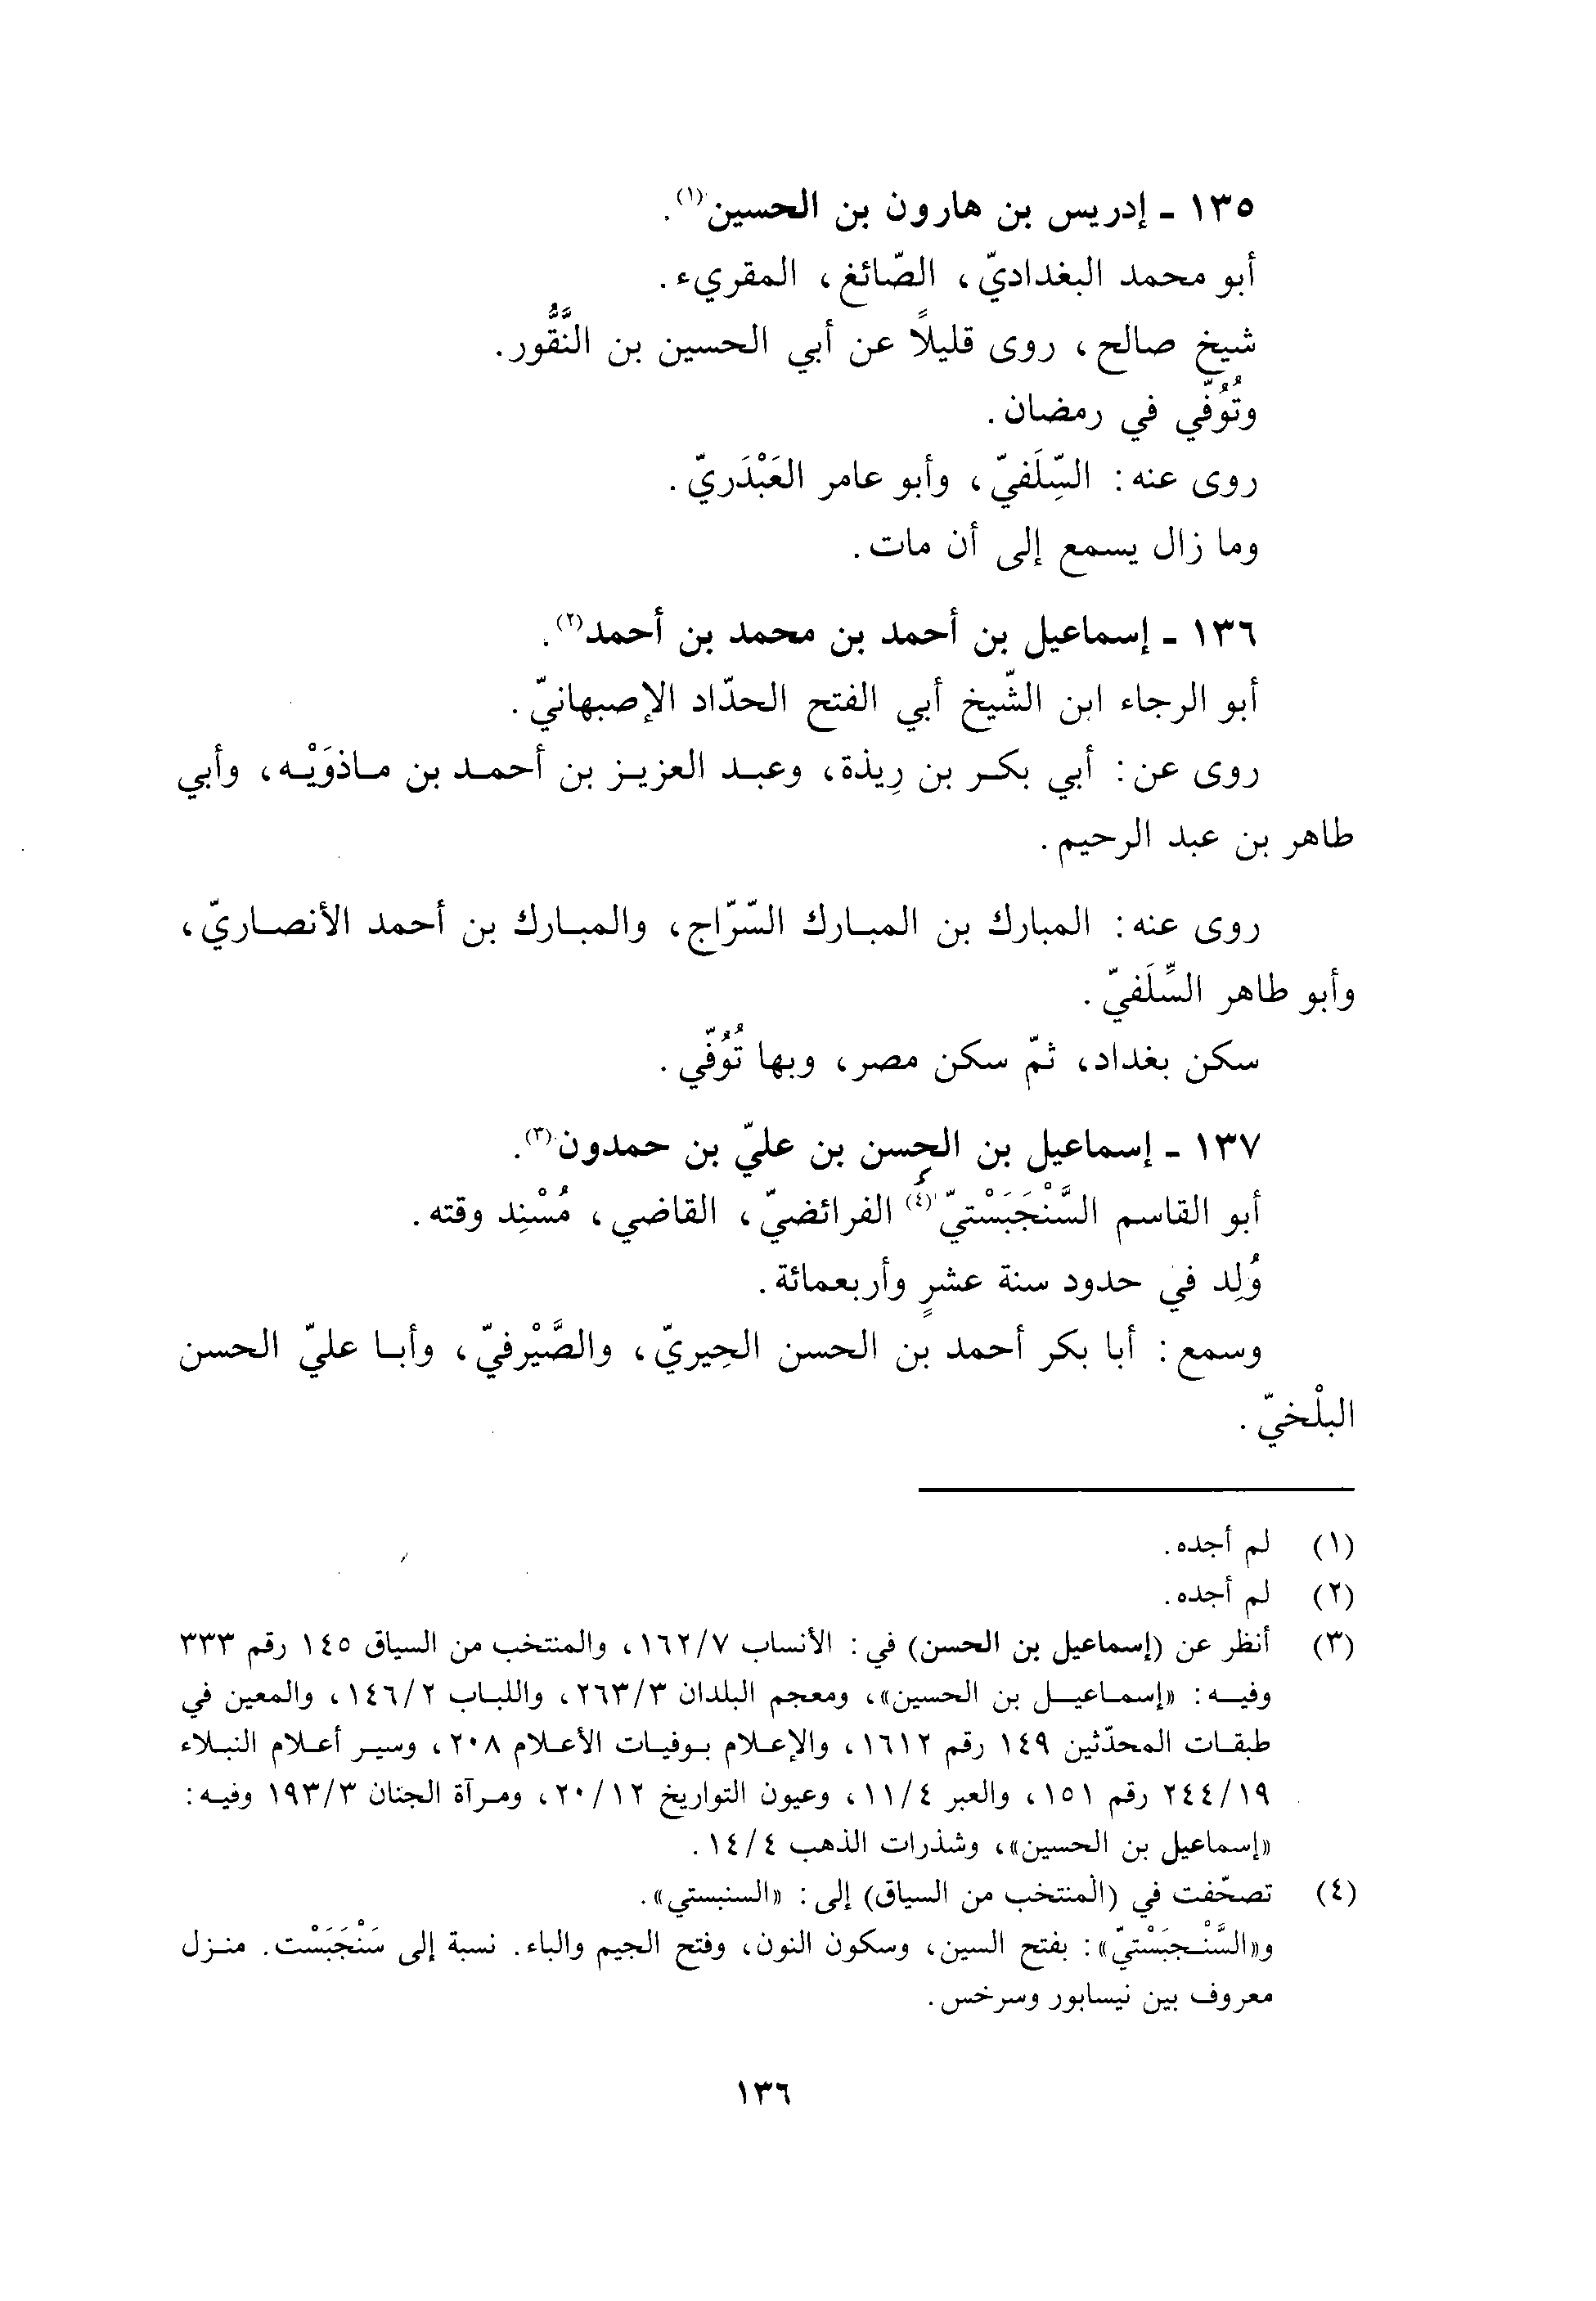 ١٣٥ - إدريس بن هارون بن الحسين(١).
أبو محمد البغداديّ، الصّائغ، المقريء.
شيخ صالح، روى قليلاً عن أبي الحسين بن النَّقُّور.
وتُوُفّي في رمضان.
روى عنه: السِّلَفيّ، وأبو عامر العَبْدَريّ.
وما زال يسمع إلى أن مات.
١٣٦ - إسماعيل بن أحمد بن محمد بن أحمد(٢).
أبو الرجاء ابن الشّيخ أبي الفتح الحدّاد الإصبهانيّ.
روى عن: أبي بكر بن رِيذة، وعبد العزيز بن أحمد بن ماذوَيْه، وأبي
طاهر بن عبد الرحيم.
روى عنه: المبارك بن المبارك السّرّاج، والمبارك بن أحمد الأنصاريّ،
وأبو طاهر السِّلَفيّ.
سكن بغداد، ثمّ سكن مصر، وبها تُوُفّي.
١٣٧ - إسماعيل بن الحسن بن عليّ بن حمدون(٣).
أبو القاسم السَّنْجَبَسْتيّ(٤) الفرائضيّ، القاضي، مُسْنِد وقته.
وُلِد في حدود سنة عشرٍ وأربعمائة.
وسمع: أبا بكر أحمد بن الحسن الحِيريّ، والصَّيْرفيّ، وأبا عليّ الحسن
البلْخيّ.
(١) لم أجده.
(٢) لم أجده.
(٣) أنظر عن (إسماعيل بن الحسن) في: الأنساب ١٦٢/٧، والمنتخب من السياق ١٤٥ رقم ٣٣٣
وفيه: «إسماعيل بن الحسين»، ومعجم البلدان ٢٦٣/٣، واللباب ١٤٦/٢، والمعين في
طبقات المحدّثين ١٤٩ رقم ١٦١٢، والإعلام بوفيات الأعلام ٢٠٨، وسير أعلام النبلاء
٢٤٤/١٩ رقم ١٥١، والعبر ١١/٤، وعيون التواريخ ٢٠/١٢، ومرآة الجنان ١٩٣/٣ وفيه:
«إسماعيل بن الحسين»، وشذرات الذهب ١٤/٤.
(٤) تصحّفت في (المنتخب من السياق) إلى: «السنبستي».
و«السَّنْجبَسْتيّ»: بفتح السين، وسكون النون، وفتح الجيم والباء. نسبة إلى سَنْجَبَسْت. منزل
معروف بين نيسابور وسرخس.
١٣٦